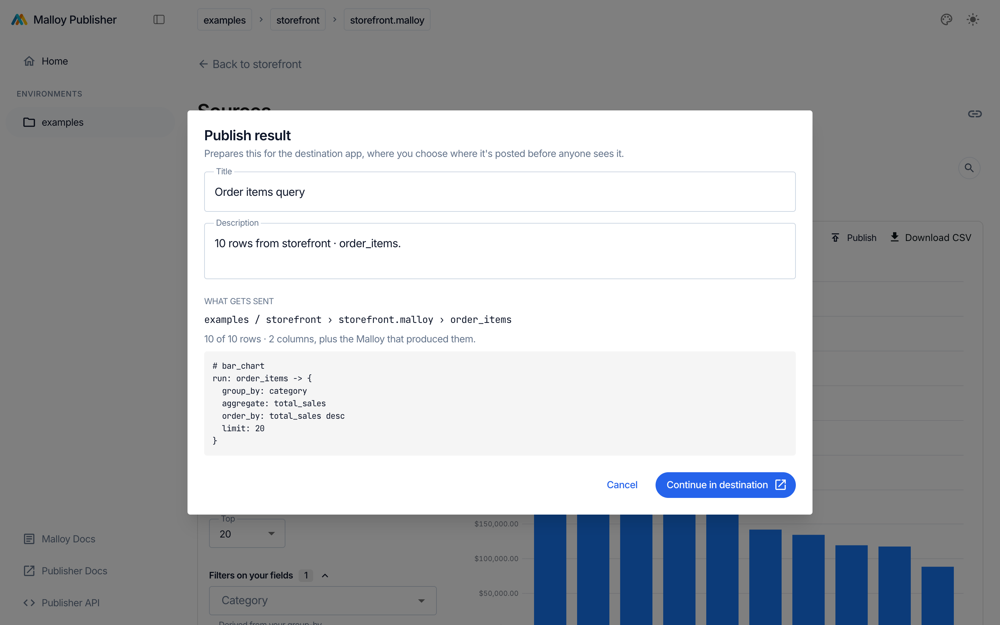 Malloy Publisher
examples › storefront › storefront.malloy
Home
Back to storefront
ENVIRONMENTS
examples
Sources
Publish result
Prepares this for the destination app, where you choose where it's posted before anyone sees it.
Title
Order items query
Description
10 rows from storefront · order_items.
Publish
Download CSV
WHAT GETS SENT
examples / storefront › storefront.malloy › order_items
10 of 10 rows · 2 columns, plus the Malloy that produced them.
# bar_chart
run: order_items -> {
  group_by: category
  aggregate: total_sales
  order_by: total_sales desc
  limit: 20
}
Cancel
Continue in destination
Top
20
$150,000.00
$100,000.00
$50,000.00
Filters on your fields 1
Category
Derived from your group-by
Malloy Docs
Publisher Docs
Publisher API